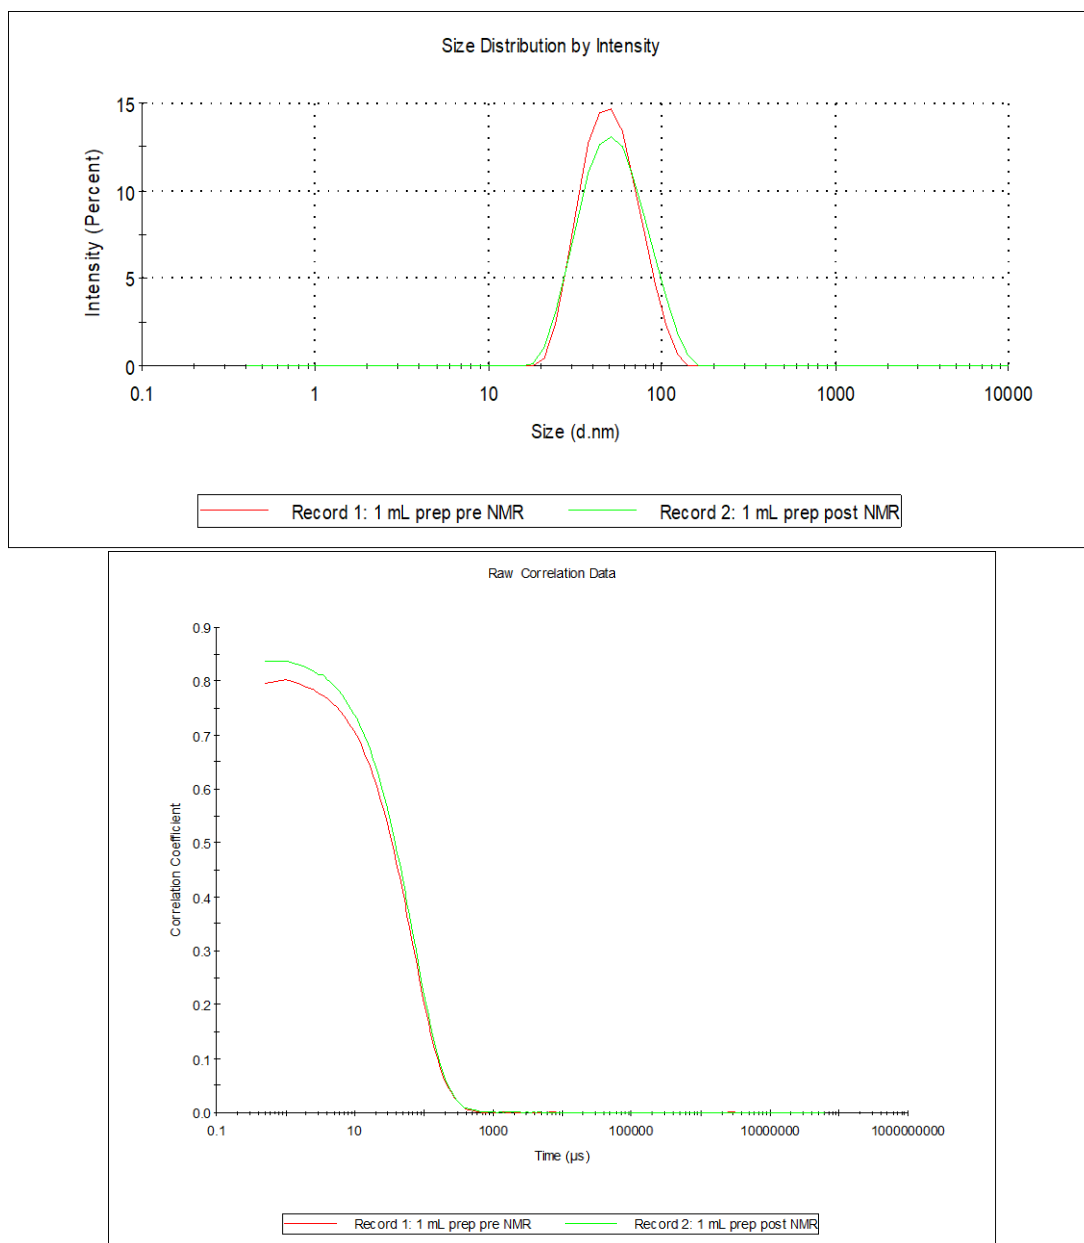 Size Distribution by Intensity
Intensity (Percent)
15
10
5
0
0.1 1 10 100 1000 10000
Size (d.nm)
Record 1: 1 mL prep pre NMR Record 2: 1 mL prep post NMR
Raw Correlation Data
Correlation Coefficient
0.9
0.8
0.7
0.6
0.5
0.4
0.3
0.2
0.1
0.0
0.1 10 1000 100000 10000000 1000000000
Time (µs)
Record 1: 1 mL prep pre NMR Record 2: 1 mL prep post NMR